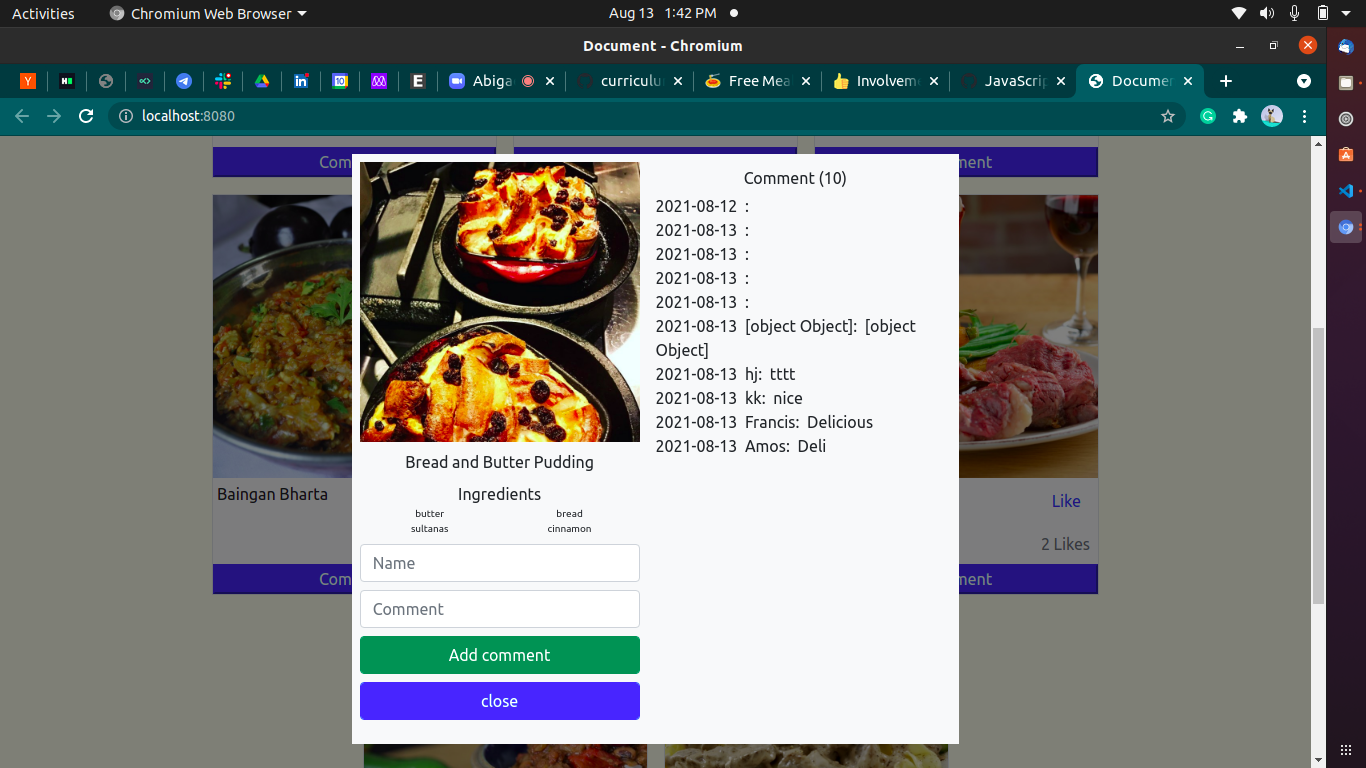 Activities Chromium Web Browser Aug 13 1:42 PM
Document - Chromium
Y H Abiga curriculu Free Mea Involvem JavaScrip Documen
localhost:8080
Com ment
Comment (10)
2021-08-12 :
2021-08-13 :
2021-08-13 :
2021-08-13 :
2021-08-13 :
2021-08-13 [object Object]: [object
Object]
2021-08-13 hj: tttt
2021-08-13 kk: nice
2021-08-13 Francis: Delicious
2021-08-13 Amos: Deli
Bread and Butter Pudding
Ingredients
butter bread
sultanas cinnamon
Name
Comment
Add comment
close
Baingan Bharta
Like
2 Likes
Com ment